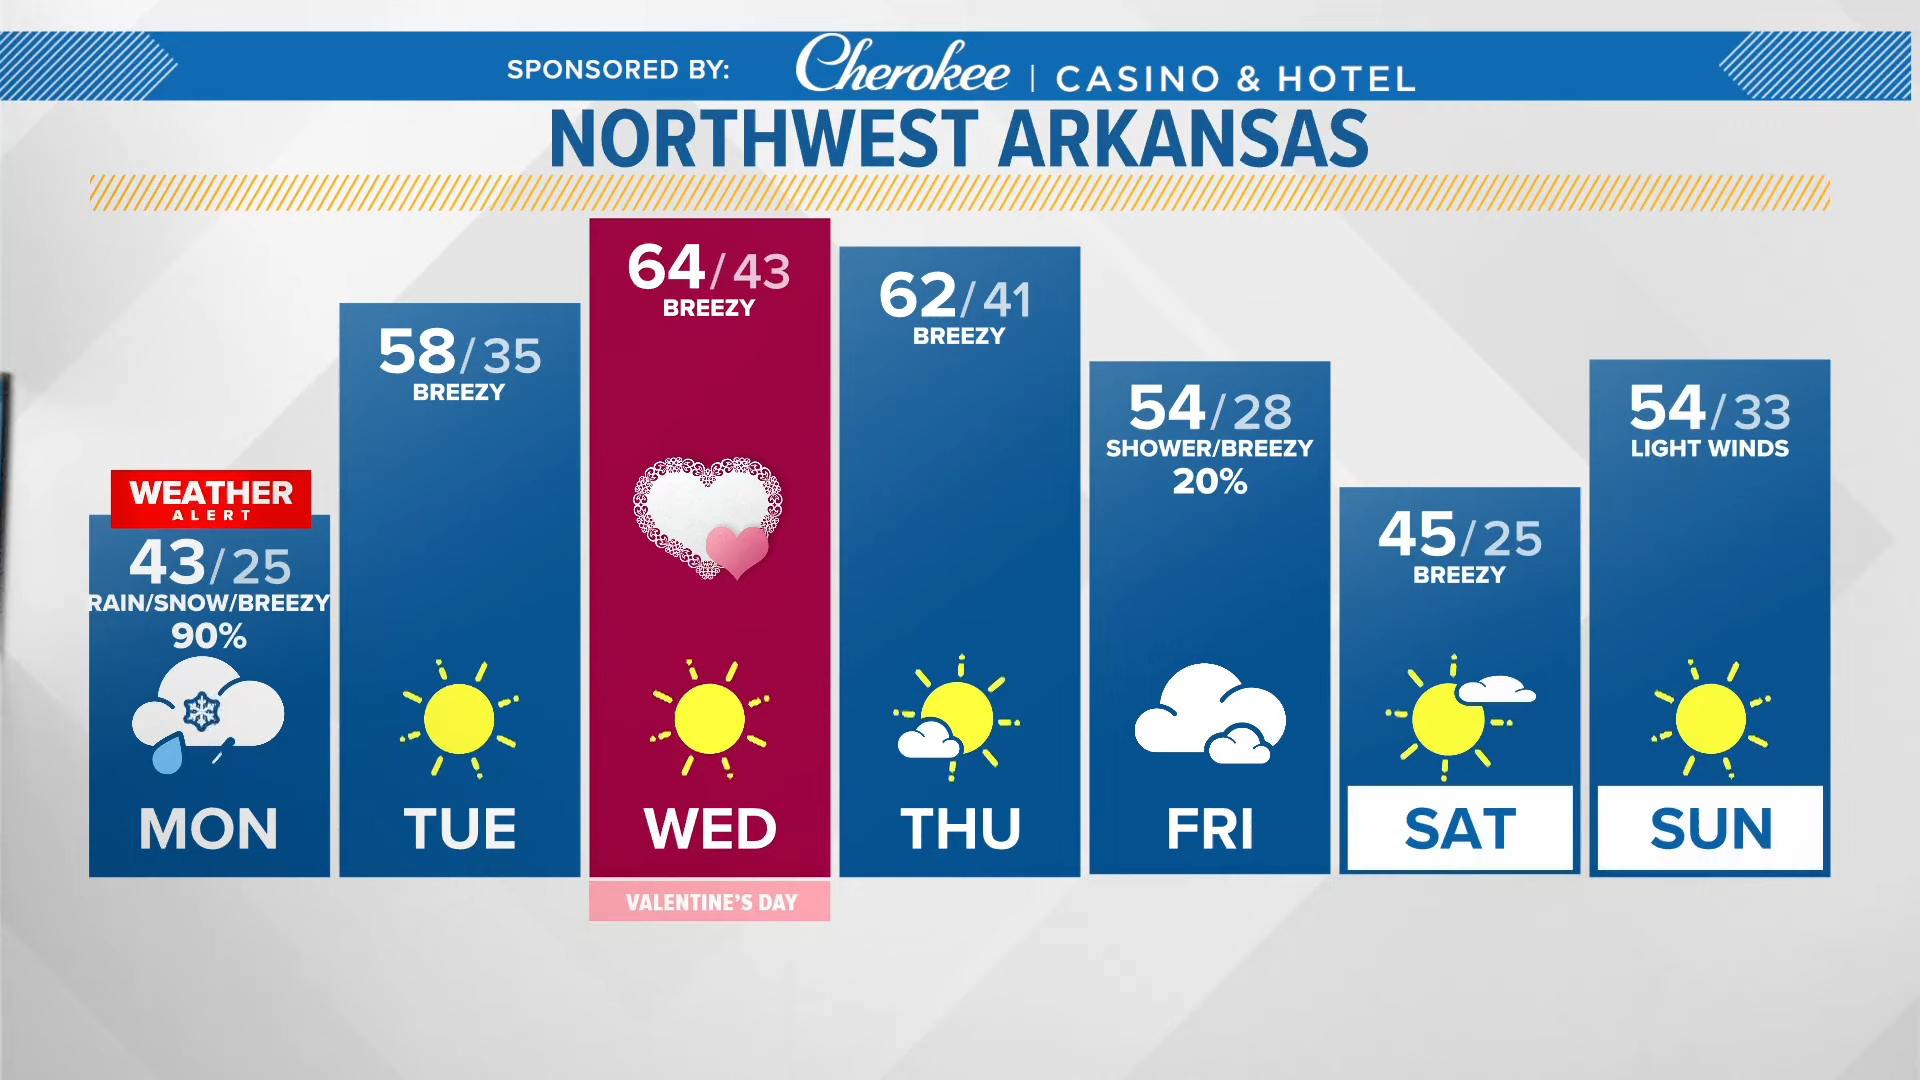 SPONSORED BY: Cherokee | CASINO & HOTEL
NORTHWEST ARKANSAS
WEATHER
ALERT
43/25
RAIN/SNOW/BREEZY
90%
MON
58/35
BREEZY
TUE
64/43
BREEZY
WED
VALENTINE'S DAY
62/41
BREEZY
THU
54/28
SHOWER/BREEZY
20%
FRI
45/25
BREEZY
SAT
54/33
LIGHT WINDS
SUN